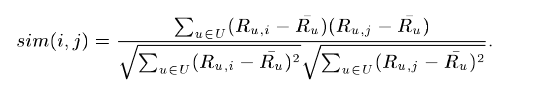 $sim(i,j) = \frac{\sum_{u \in U}(R_{u,i} - \bar{R_u})(R_{u,j} - \bar{R_u})}{\sqrt{\sum_{u \in U}(R_{u,i} - \bar{R_u})^2}\sqrt{\sum_{u \in U}(R_{u,j} - \bar{R_u})^2}}.$